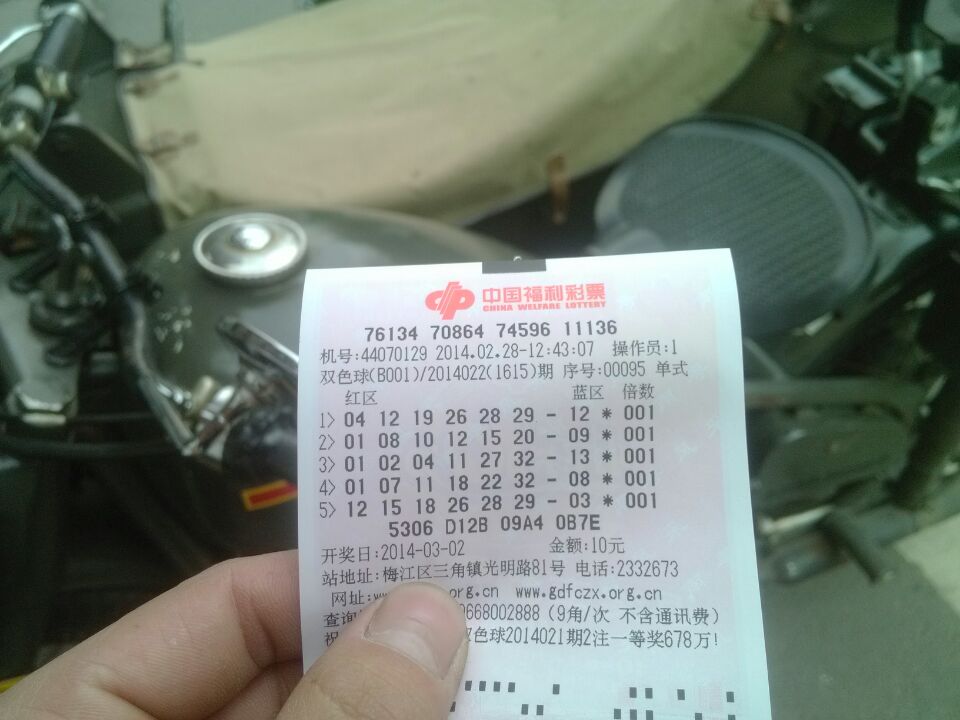 中国福利彩票
CHINA WELFARE LOTTERY
76134 70864 74596 11136
机号:44070129 2014.02.28-12:43:07 操作员:1
双色球(B001)/2014022(1615)期 序号:00095 单式
红区 蓝区 倍数
1> 04 12 19 26 28 29 - 12 * 001
2> 01 08 10 12 15 20 - 09 * 001
3> 01 02 04 11 27 32 - 13 * 001
4> 01 07 11 18 22 32 - 08 * 001
5> 12 15 18 26 28 29 - 03 * 001
5306 D12B 09A4 0B7E
开奖日:2014-03-02 金额:10元
站地址:梅江区三角镇光明路81号 电话:2332673
网址: .org.cn www.gdfczx.org.cn
查询 668002888 (9角/次 不含通讯费)
祝 双色球2014021期2注一等奖678万!